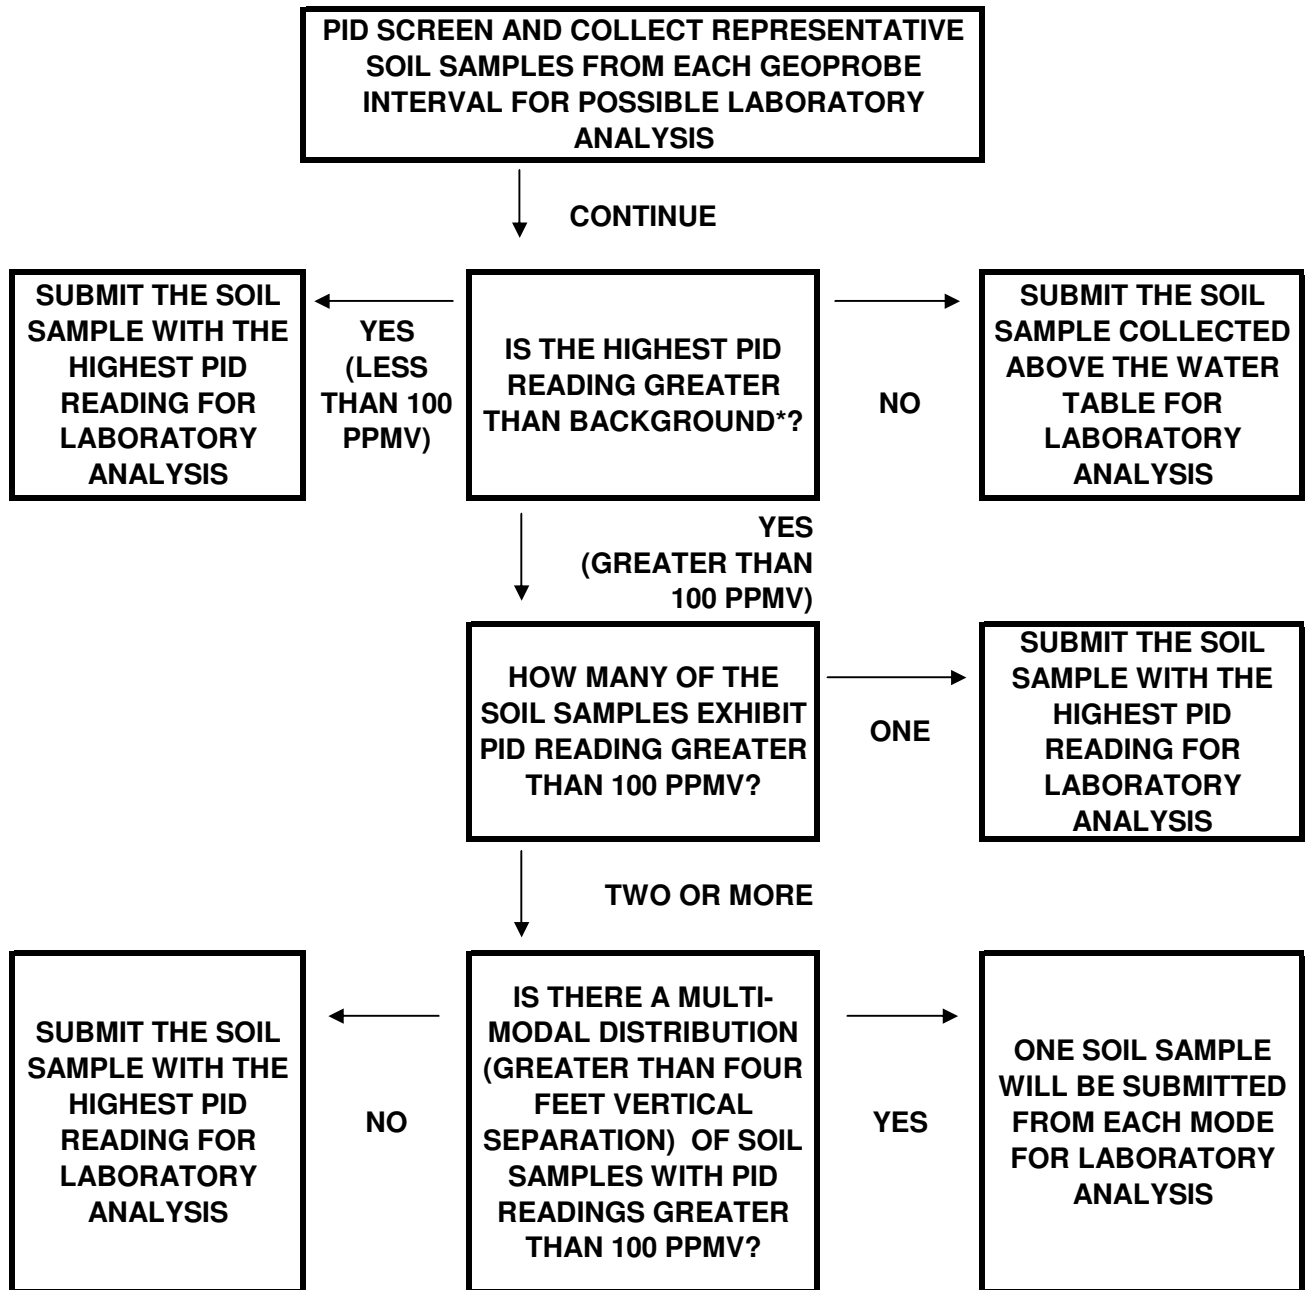 PID SCREEN AND COLLECT REPRESENTATIVE
SOIL SAMPLES FROM EACH GEOPROBE
INTERVAL FOR POSSIBLE LABORATORY
ANALYSIS
CONTINUE
SUBMIT THE SOIL
SAMPLE WITH THE
HIGHEST PID
READING FOR
LABORATORY
ANALYSIS
YES
(LESS
THAN 100
PPMV)
IS THE HIGHEST PID
READING GREATER
THAN BACKGROUND*?
NO
SUBMIT THE SOIL
SAMPLE COLLECTED
ABOVE THE WATER
TABLE FOR
LABORATORY
ANALYSIS
YES
(GREATER THAN
100 PPMV)
HOW MANY OF THE
SOIL SAMPLES EXHIBIT
PID READING GREATER
THAN 100 PPMV?
ONE
SUBMIT THE SOIL
SAMPLE WITH THE
HIGHEST PID
READING FOR
LABORATORY
ANALYSIS
TWO OR MORE
SUBMIT THE SOIL
SAMPLE WITH THE
HIGHEST PID
READING FOR
LABORATORY
ANALYSIS
NO
IS THERE A MULTI-
MODAL DISTRIBUTION
(GREATER THAN FOUR
FEET VERTICAL
SEPARATION) OF SOIL
SAMPLES WITH PID
READINGS GREATER
THAN 100 PPMV?
YES
ONE SOIL SAMPLE
WILL BE SUBMITTED
FROM EACH MODE
FOR LABORATORY
ANALYSIS